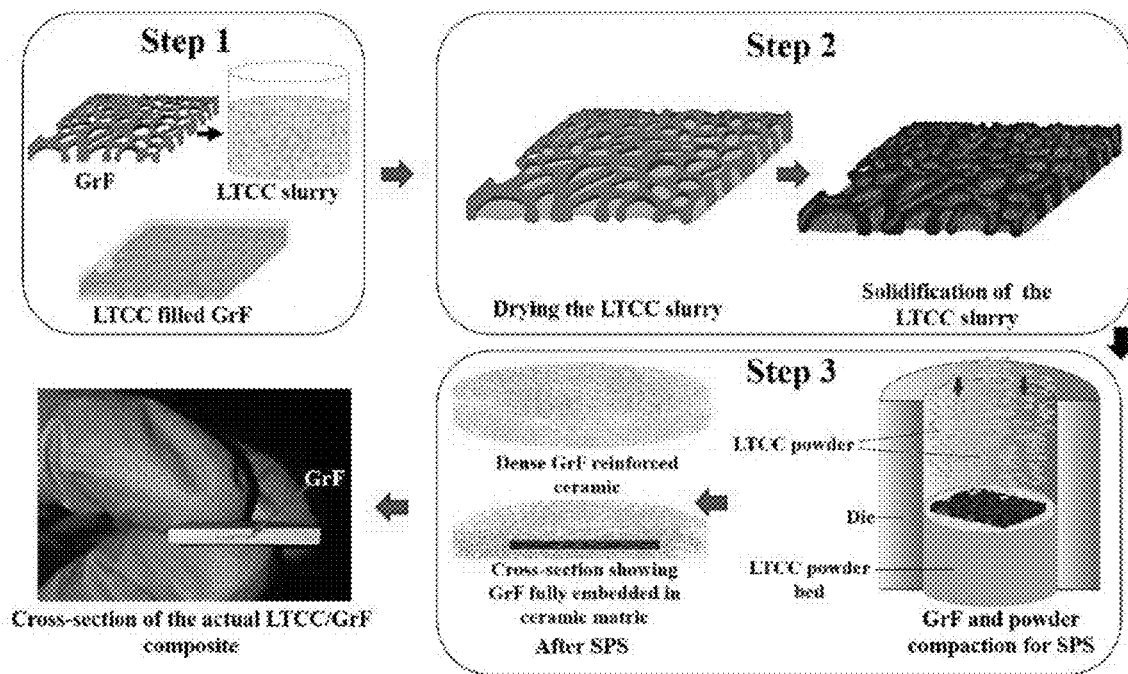 Step 1
GrF
LTCC slurry
LTCC filled GrF
Step 2
Drying the LTCC slurry
Solidification of the
LTCC slurry
Step 3
LTCC powder
Die
LTCC powder
bed
GrF and powder
compaction for SPS
Dense GrF reinforced
ceramic
Cross-section showing
GrF fully embedded in
ceramic matric
After SPS
GrF
Cross-section of the actual LTCC/GrF
composite